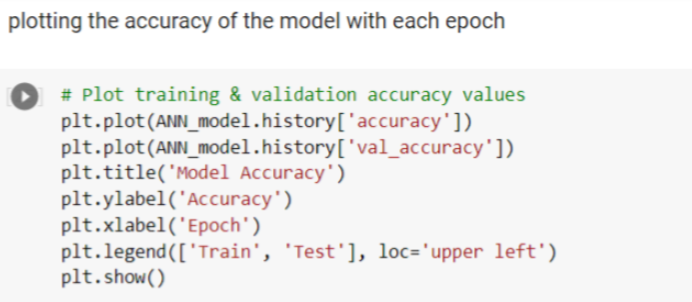 plotting the accuracy of the model with each epoch
# Plot training & validation accuracy values
plt.plot(ANN_model.history['accuracy'])
plt.plot(ANN_model.history['val_accuracy'])
plt.title('Model Accuracy')
plt.ylabel('Accuracy')
plt.xlabel('Epoch')
plt.legend(['Train', 'Test'], loc='upper left')
plt.show()